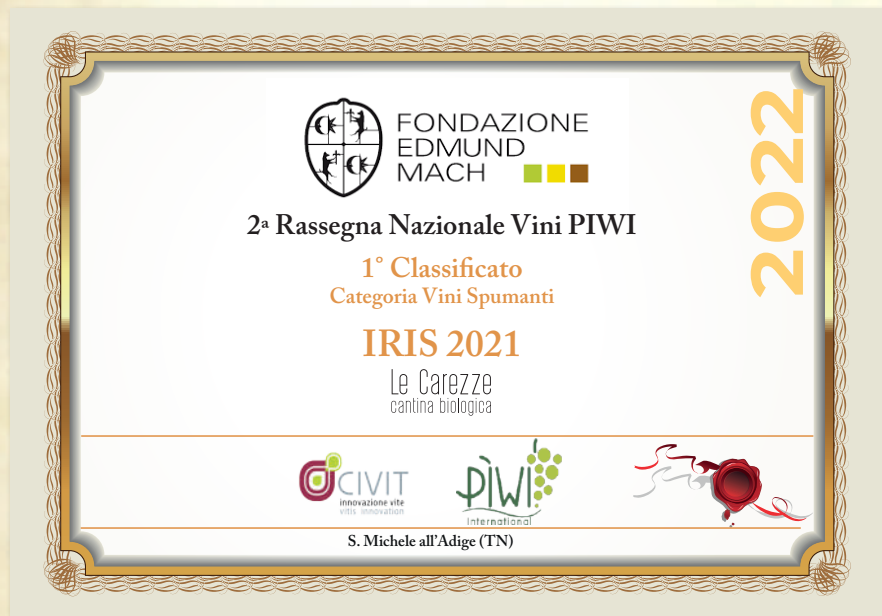 FONDAZIONE
EDMUND
MACH
2022
2ª Rassegna Nazionale Vini PIWI
1° Classificato
Categoria Vini Spumanti
IRIS 2021
Le Carezze
cantina biologica
CIVIT
innovazione vite
vitis innovation
PÌWI
International
S. Michele all'Adige (TN)